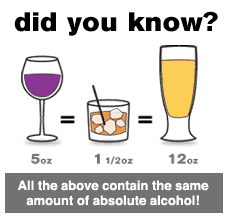 did you know?
= =
5oz 1 1/2oz 12oz
All the above contain the same
amount of absolute alcohol!